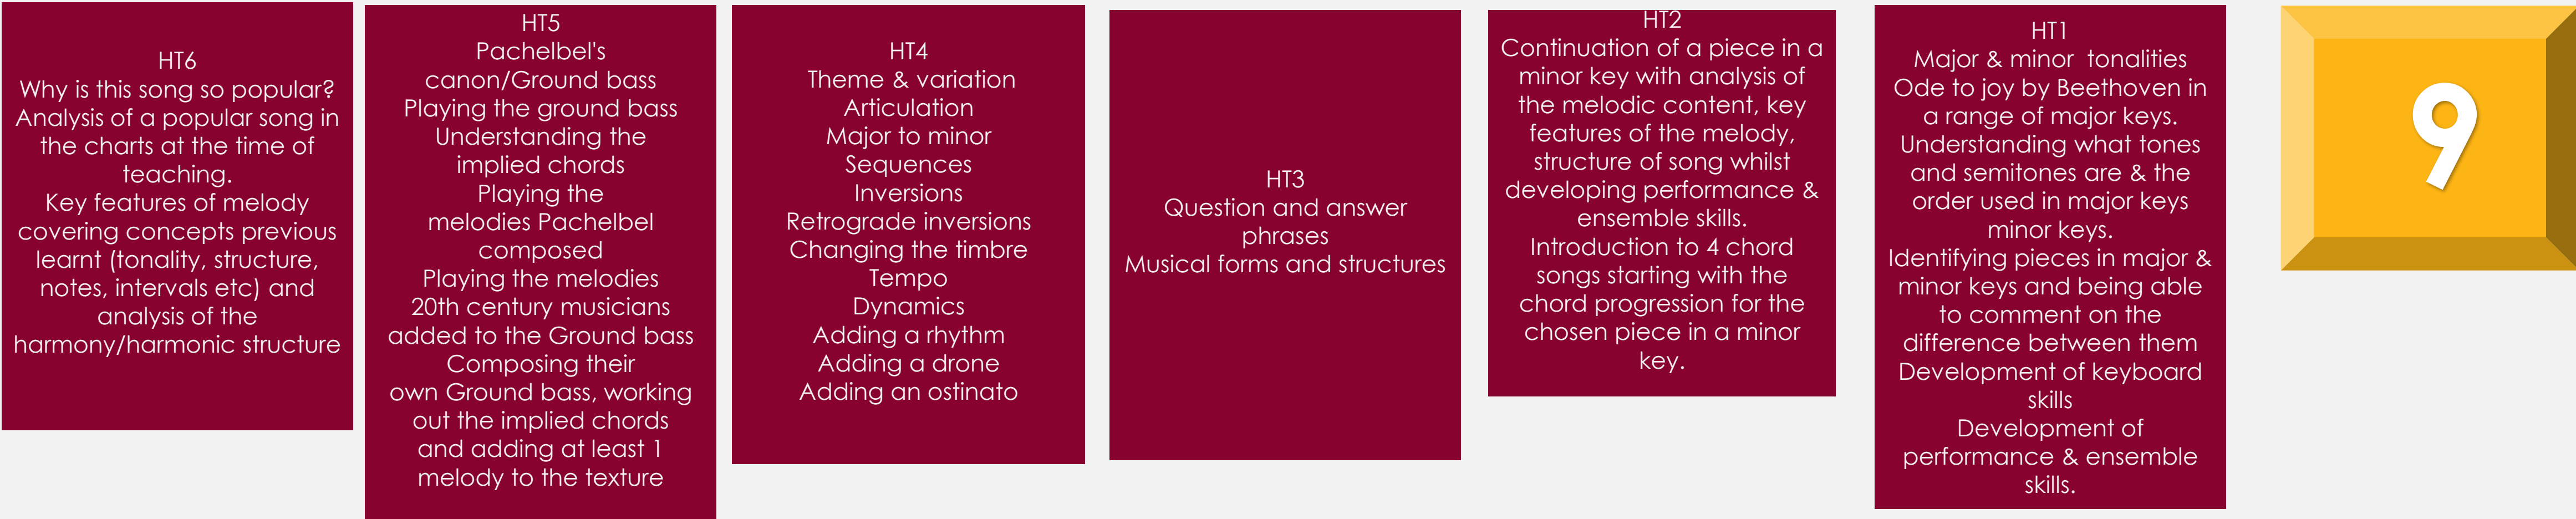 HT6
Why is this song so popular?
Analysis of a popular song in
the charts at the time of
teaching.
Key features of melody
covering concepts previous
learnt (tonality, structure,
notes, intervals etc) and
analysis of the
harmony/harmonic structure
HT5
Pachelbel's
canon/Ground bass
Playing the ground bass
Understanding the
implied chords
Playing the
melodies Pachelbel
composed
Playing the melodies
20th century musicians
added to the Ground bass
Composing their
own Ground bass, working
out the implied chords
and adding at least 1
melody to the texture
HT4
Theme & variation
Articulation
Major to minor
Sequences
Inversions
Retrograde inversions
Changing the timbre
Tempo
Dynamics
Adding a rhythm
Adding a drone
Adding an ostinato
HT3
Question and answer
phrases
Musical forms and structures
HT2
Continuation of a piece in a
minor key with analysis of
the melodic content, key
features of the melody,
structure of song whilst
developing performance &
ensemble skills.
Introduction to 4 chord
songs starting with the
chord progression for the
chosen piece in a minor
key.
HT1
Major & minor tonalities
Ode to joy by Beethoven in
a range of major keys.
Understanding what tones
and semitones are & the
order used in major keys
minor keys.
Identifying pieces in major &
minor keys and being able
to comment on the
difference between them
Development of keyboard
skills
Development of
performance & ensemble
skills.
9